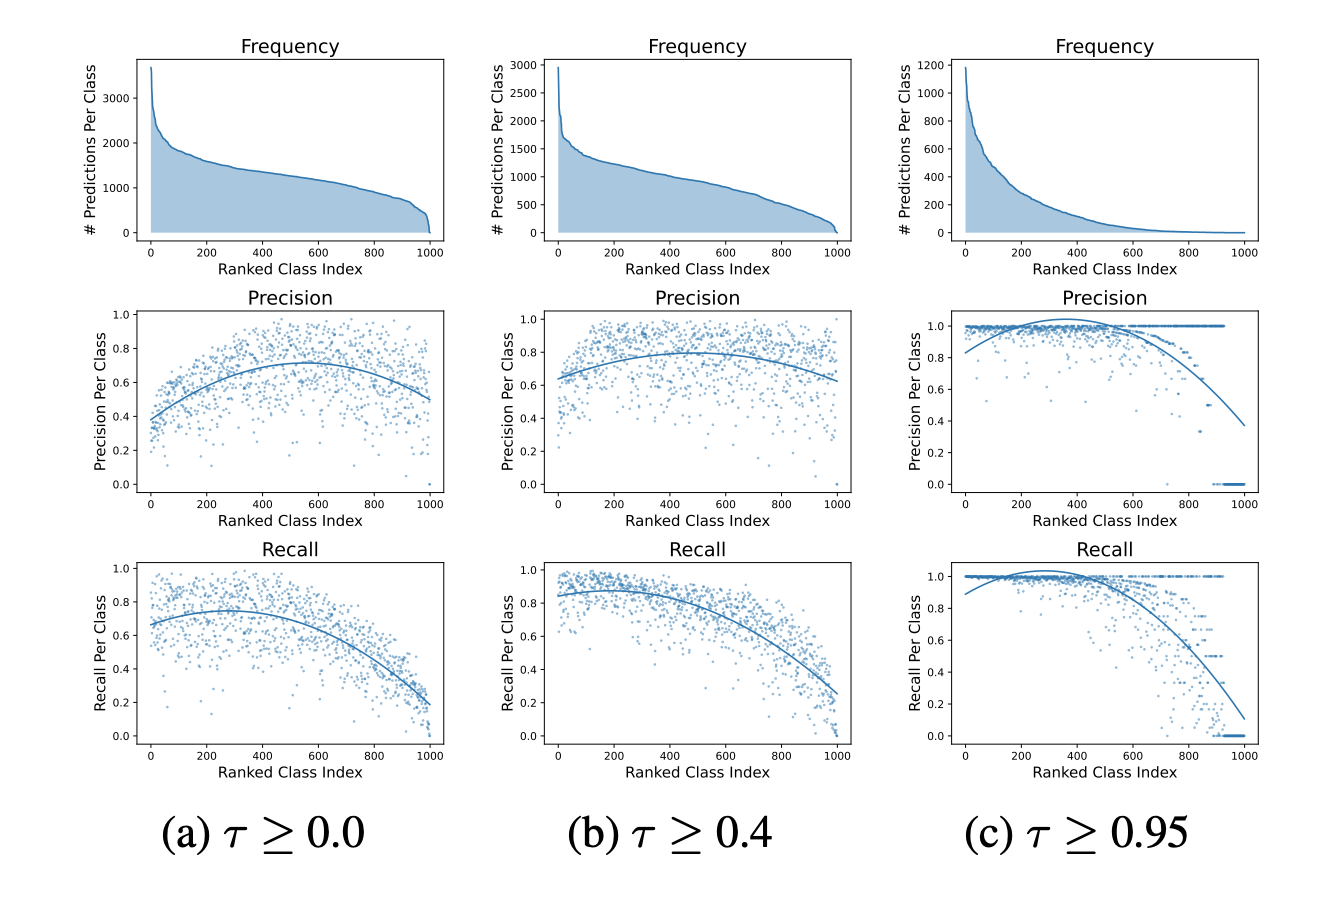 Frequency
# Predictions Per Class
3000
2000
1000
0
0 200 400 600 800 1000
Ranked Class Index
Frequency
# Predictions Per Class
3000
2500
2000
1500
1000
500
0
0 200 400 600 800 1000
Ranked Class Index
Frequency
# Predictions Per Class
1200
1000
800
600
400
200
0
0 200 400 600 800 1000
Ranked Class Index
Precision
Precision Per Class
1.0
0.8
0.6
0.4
0.2
0.0
0 200 400 600 800 1000
Ranked Class Index
Precision
Precision Per Class
1.0
0.8
0.6
0.4
0.2
0.0
0 200 400 600 800 1000
Ranked Class Index
Precision
Precision Per Class
1.0
0.8
0.6
0.4
0.2
0.0
0 200 400 600 800 1000
Ranked Class Index
Recall
Recall Per Class
1.0
0.8
0.6
0.4
0.2
0.0
0 200 400 600 800 1000
Ranked Class Index
Recall
Recall Per Class
1.0
0.8
0.6
0.4
0.2
0.0
0 200 400 600 800 1000
Ranked Class Index
Recall
Recall Per Class
1.0
0.8
0.6
0.4
0.2
0.0
0 200 400 600 800 1000
Ranked Class Index
(a) τ ≥ 0.0
(b) τ ≥ 0.4
(c) τ ≥ 0.95